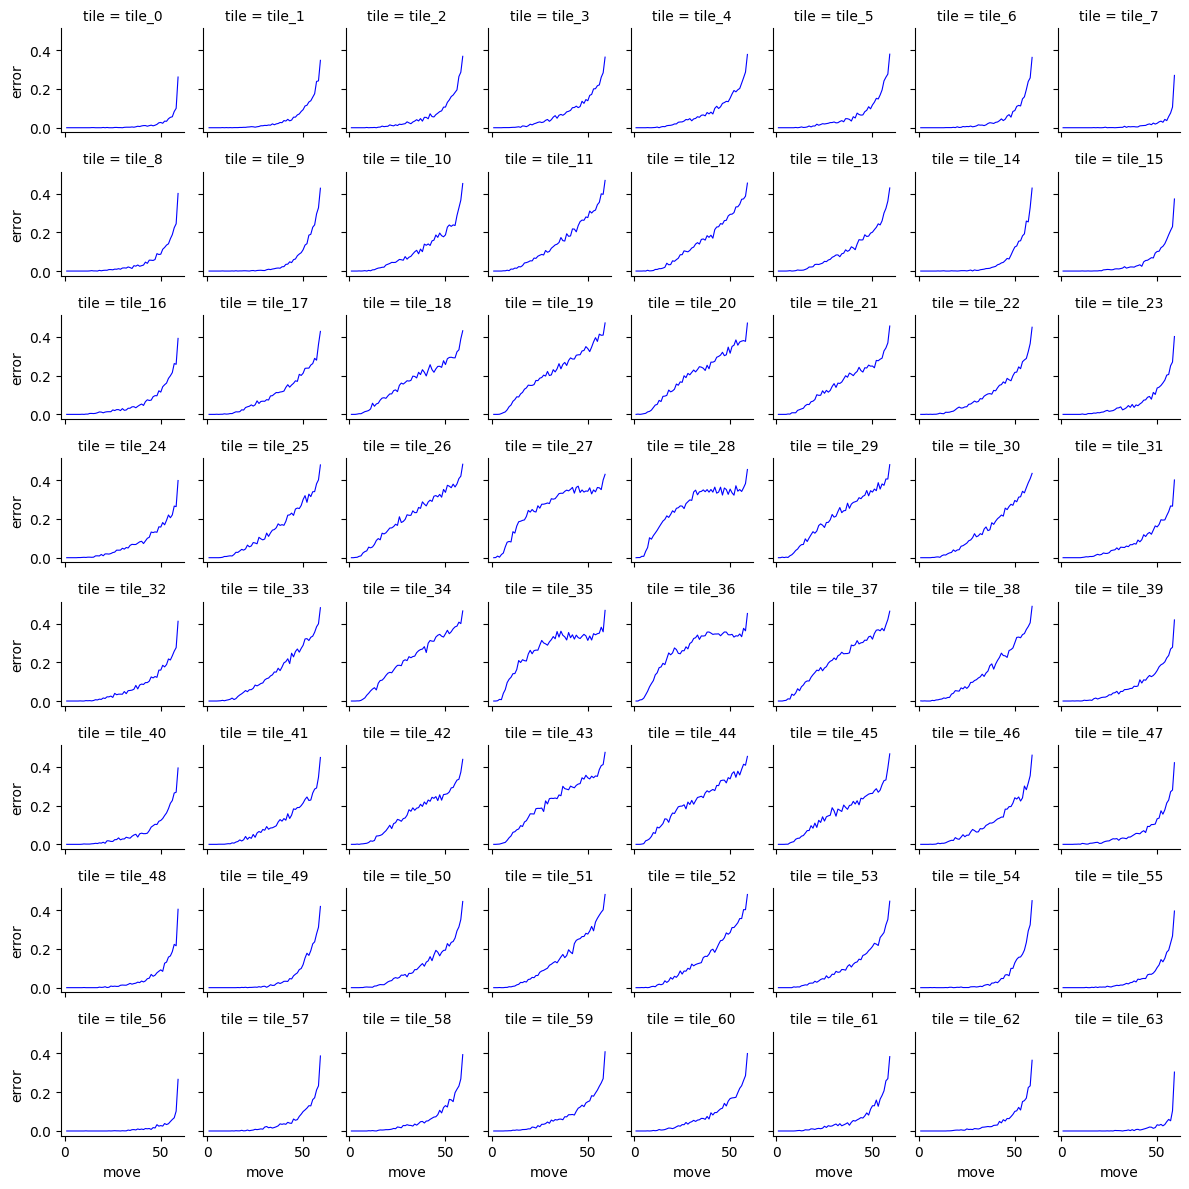 tile = tile_0 tile = tile_1 tile = tile_2 tile = tile_3 tile = tile_4 tile = tile_5 tile = tile_6 tile = tile_7
0.4
error
0.2
0.0
tile = tile_8 tile = tile_9 tile = tile_10 tile = tile_11 tile = tile_12 tile = tile_13 tile = tile_14 tile = tile_15
0.4
error
0.2
0.0
tile = tile_16 tile = tile_17 tile = tile_18 tile = tile_19 tile = tile_20 tile = tile_21 tile = tile_22 tile = tile_23
0.4
error
0.2
0.0
tile = tile_24 tile = tile_25 tile = tile_26 tile = tile_27 tile = tile_28 tile = tile_29 tile = tile_30 tile = tile_31
0.4
error
0.2
0.0
tile = tile_32 tile = tile_33 tile = tile_34 tile = tile_35 tile = tile_36 tile = tile_37 tile = tile_38 tile = tile_39
0.4
error
0.2
0.0
tile = tile_40 tile = tile_41 tile = tile_42 tile = tile_43 tile = tile_44 tile = tile_45 tile = tile_46 tile = tile_47
0.4
error
0.2
0.0
tile = tile_48 tile = tile_49 tile = tile_50 tile = tile_51 tile = tile_52 tile = tile_53 tile = tile_54 tile = tile_55
0.4
error
0.2
0.0
tile = tile_56 tile = tile_57 tile = tile_58 tile = tile_59 tile = tile_60 tile = tile_61 tile = tile_62 tile = tile_63
0.4
error
0.2
0.0
0 50 0 50 0 50 0 50 0 50 0 50 0 50 0 50
move move move move move move move move